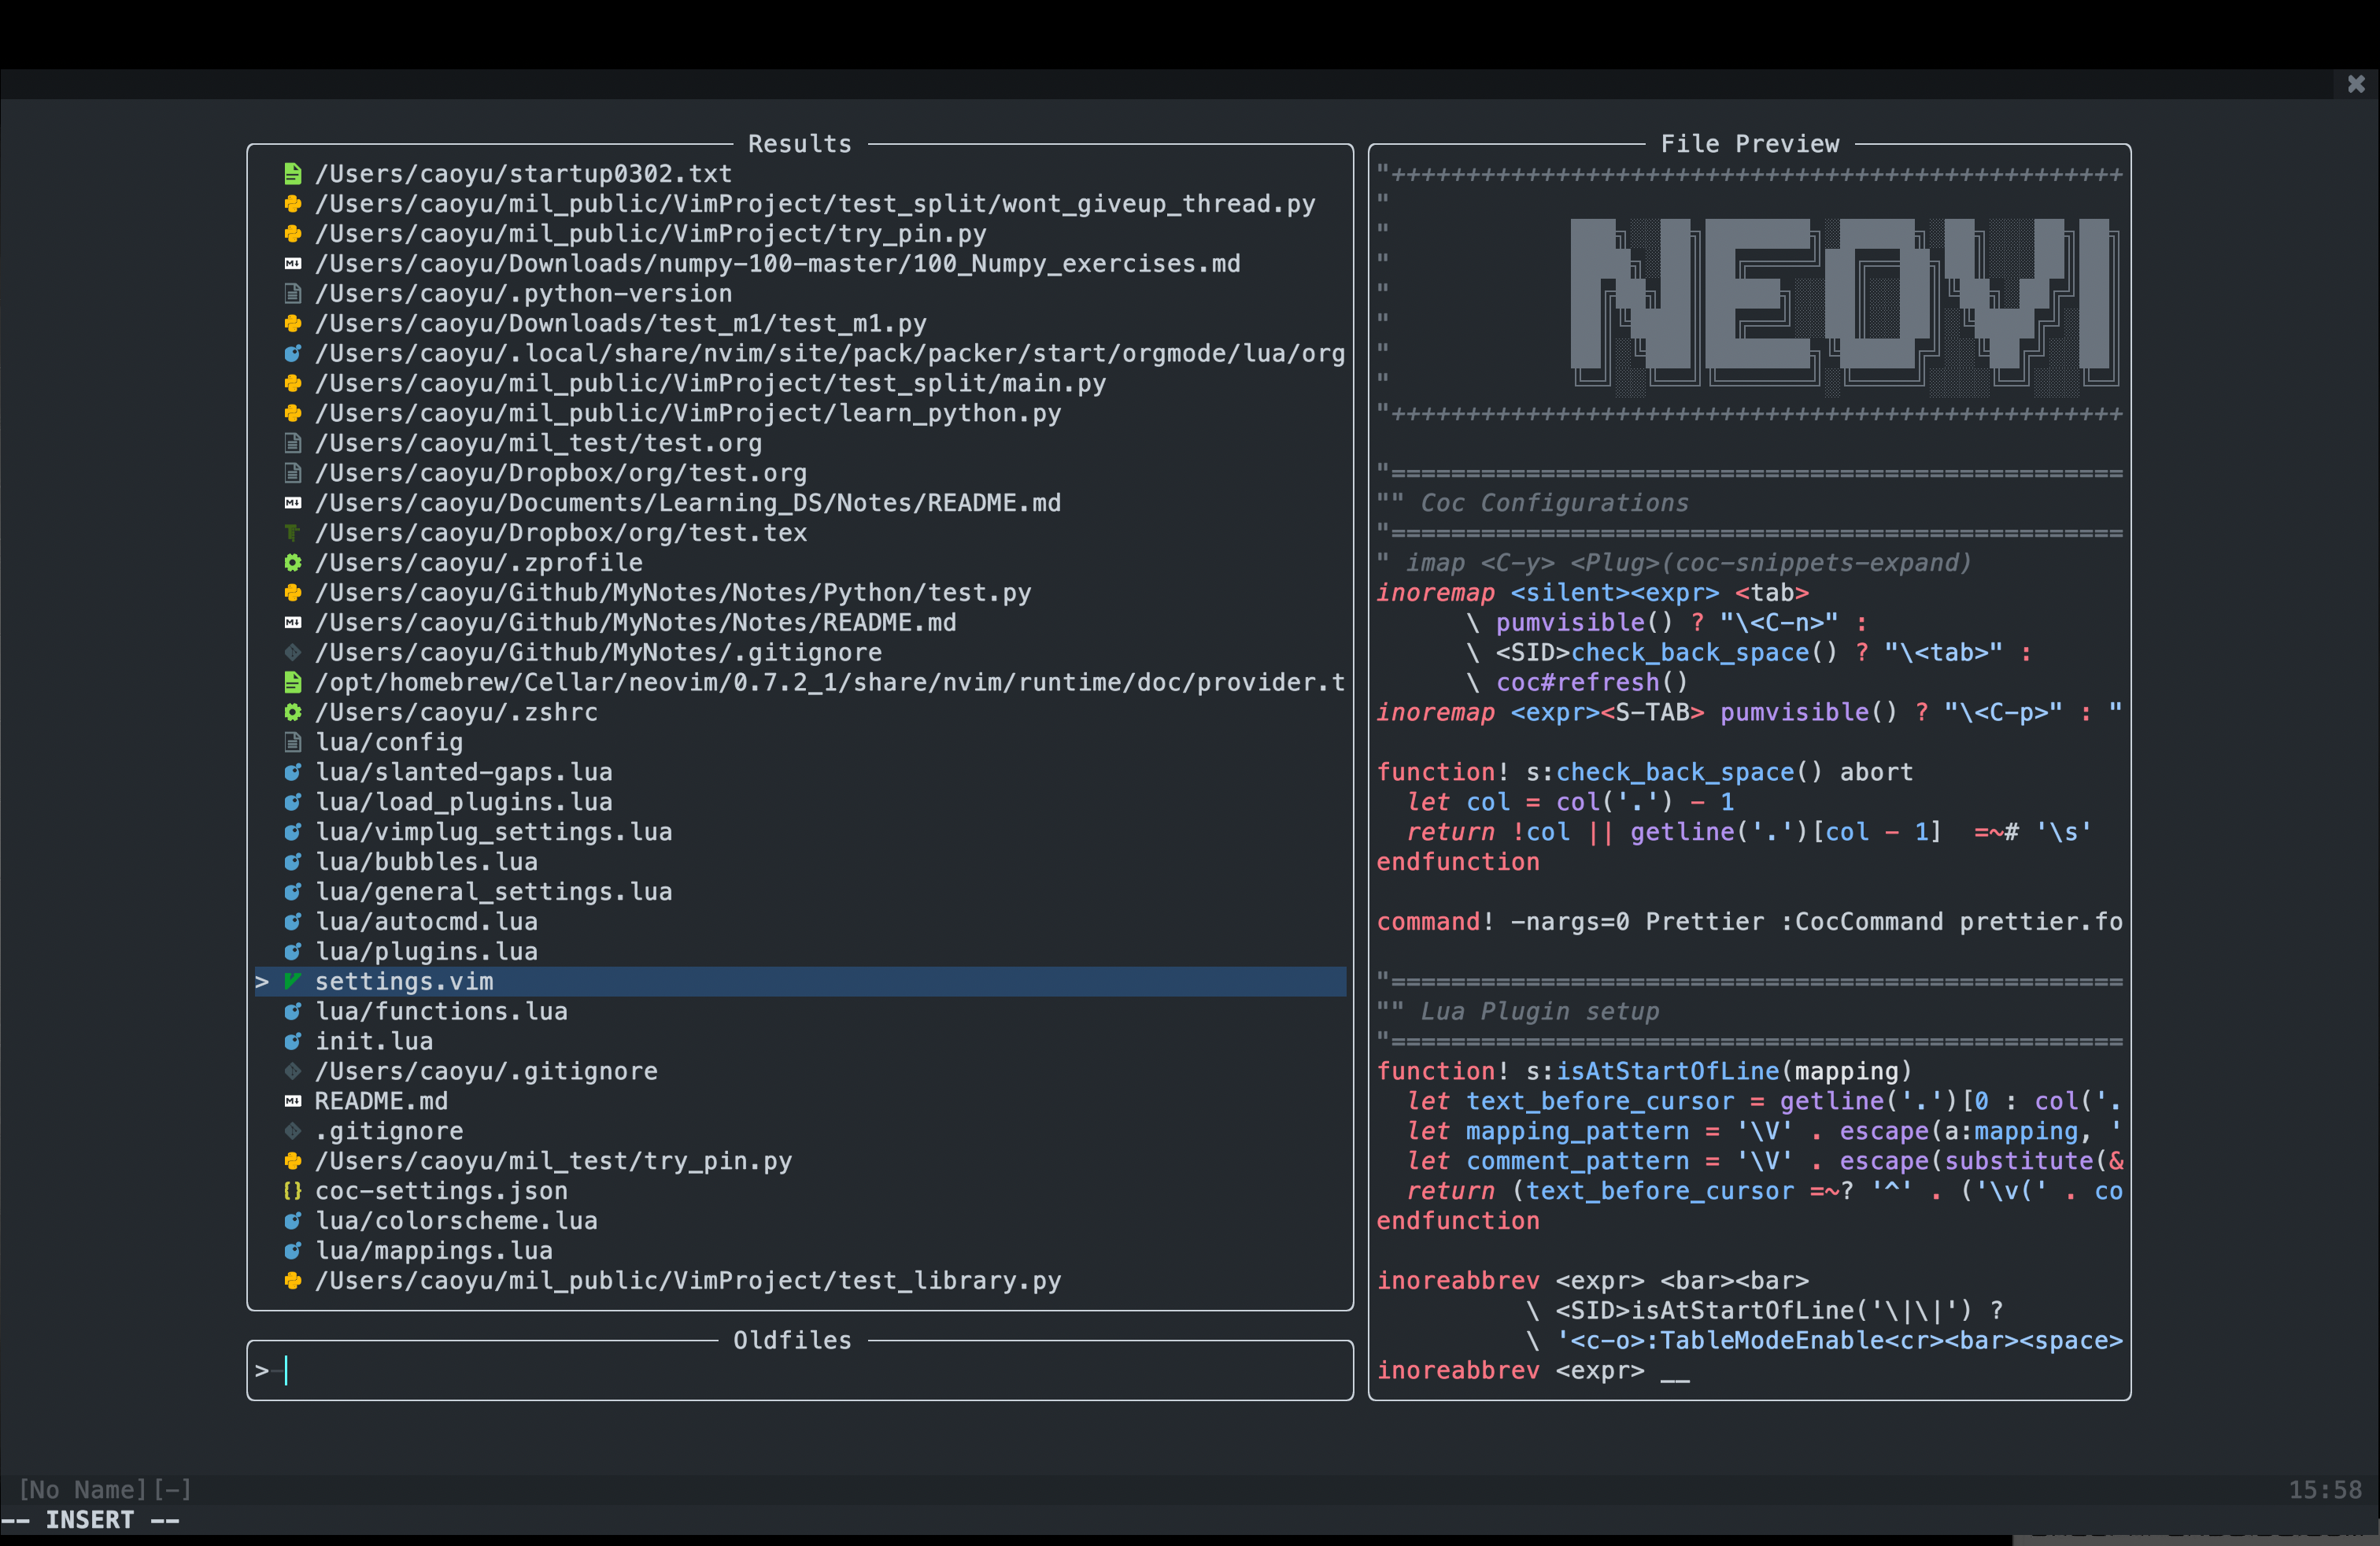 Results
/Users/caoyu/startup0302.txt
/Users/caoyu/mil_public/VimProject/test_split/wont_giveup_thread.py
/Users/caoyu/mil_public/VimProject/try_pin.py
/Users/caoyu/Downloads/numpy-100-master/100_Numpy_exercises.md
/Users/caoyu/.python-version
/Users/caoyu/Downloads/test_m1/test_m1.py
/Users/caoyu/.local/share/nvim/site/pack/packer/start/orgmode/lua/org
/Users/caoyu/mil_public/VimProject/test_split/main.py
/Users/caoyu/mil_public/VimProject/learn_python.py
/Users/caoyu/mil_test/test.org
/Users/caoyu/Dropbox/org/test.org
/Users/caoyu/Documents/Learning_DS/Notes/README.md
/Users/caoyu/Dropbox/org/test.tex
/Users/caoyu/.zprofile
/Users/caoyu/Github/MyNotes/Notes/Python/test.py
/Users/caoyu/Github/MyNotes/Notes/README.md
/Users/caoyu/Github/MyNotes/.gitignore
/opt/homebrew/Cellar/neovim/0.7.2_1/share/nvim/runtime/doc/provider.t
/Users/caoyu/.zshrc
lua/config
lua/slanted-gaps.lua
lua/load_plugins.lua
lua/vimplug_settings.lua
lua/bubbles.lua
lua/general_settings.lua
lua/autocmd.lua
lua/plugins.lua
> settings.vim
lua/functions.lua
init.lua
/Users/caoyu/.gitignore
README.md
.gitignore
/Users/caoyu/mil_test/try_pin.py
{} coc-settings.json
lua/colorscheme.lua
lua/mappings.lua
/Users/caoyu/mil_public/VimProject/test_library.py
Oldfiles
>
File Preview
"+++++++++++++++++++++++++++++++++++++++++++++++++
"
" NEOVI
"
"
"
"
"
"+++++++++++++++++++++++++++++++++++++++++++++++++
"=================================================
"" Coc Configurations
"=================================================
" imap <C-y> <Plug>(coc-snippets-expand)
inoremap <silent><expr> <tab>
\ pumvisible() ? "\<C-n>" :
\ <SID>check_back_space() ? "\<tab>" :
\ coc#refresh()
inoremap <expr><S-TAB> pumvisible() ? "\<C-p>" : "
function! s:check_back_space() abort
let col = col('.') - 1
return !col || getline('.')[col - 1]  =~# '\s'
endfunction
command! -nargs=0 Prettier :CocCommand prettier.fo
"=================================================
"" Lua Plugin setup
"=================================================
function! s:isAtStartOfLine(mapping)
let text_before_cursor = getline('.')[0 : col('.
let mapping_pattern = '\V' . escape(a:mapping, '
let comment_pattern = '\V' . escape(substitute(&
return (text_before_cursor =~? '^' . ('\v(' . co
endfunction
inoreabbrev <expr> <bar><bar>
\ <SID>isAtStartOfLine('\|\|') ?
\ '<c-o>:TableModeEnable<cr><bar><space>
inoreabbrev <expr> __
[No Name][-]
15:58
-- INSERT --